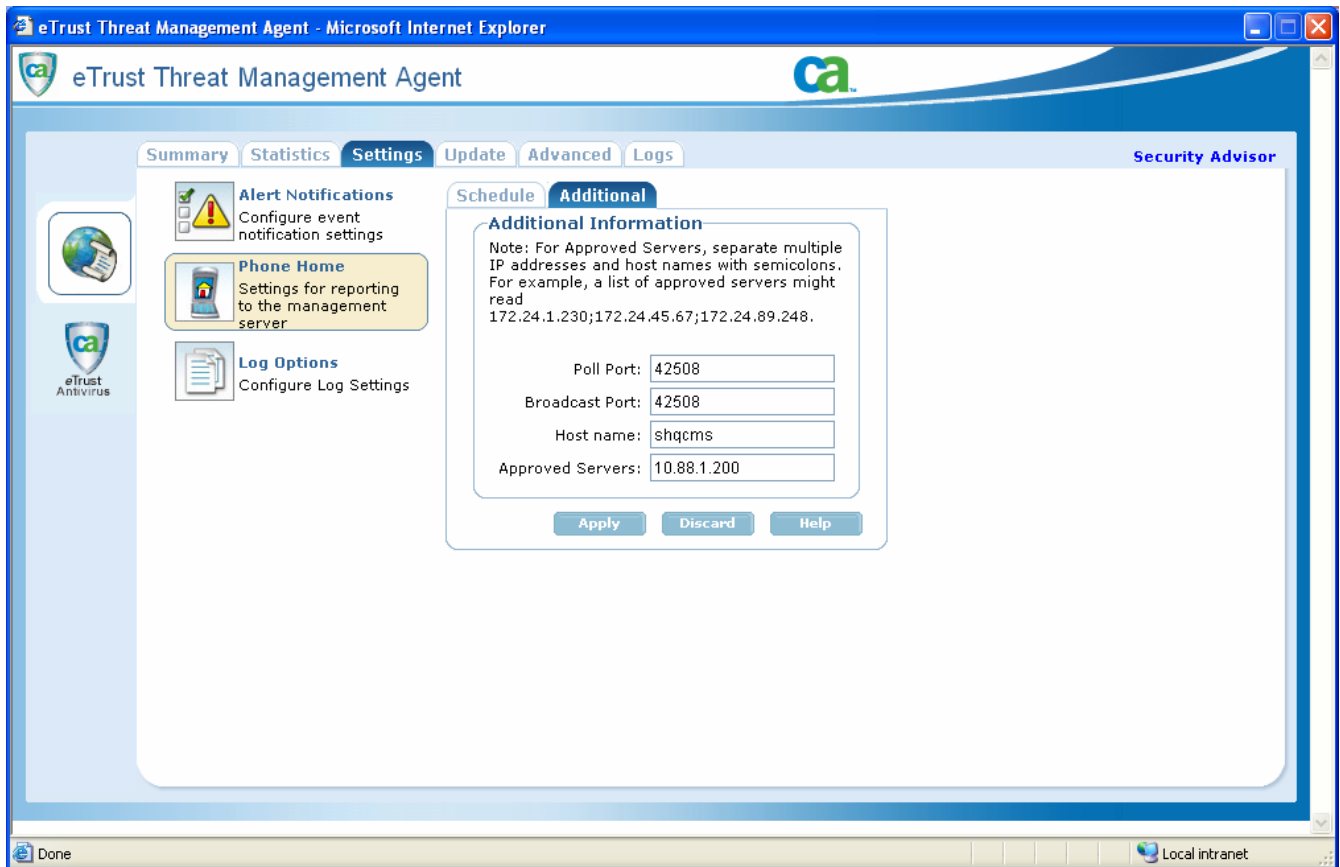 eTrust Threat Management Agent - Microsoft Internet Explorer
ca
eTrust Threat Management Agent
ca
Summary
Statistics
Settings
Update
Advanced
Logs
Security Advisor
Alert Notifications
Configure event
notification settings
Phone Home
Settings for reporting
to the management
server
Log Options
Configure Log Settings
ca
eTrust
Antivirus
Schedule
Additional
Additional Information
Note: For Approved Servers, separate multiple
IP addresses and host names with semicolons.
For example, a list of approved servers might
read
172.24.1.230;172.24.45.67;172.24.89.248.
Poll Port: 42508
Broadcast Port: 42508
Host name: shqcms
Approved Servers: 10.88.1.200
Apply
Discard
Help
Done
Local intranet